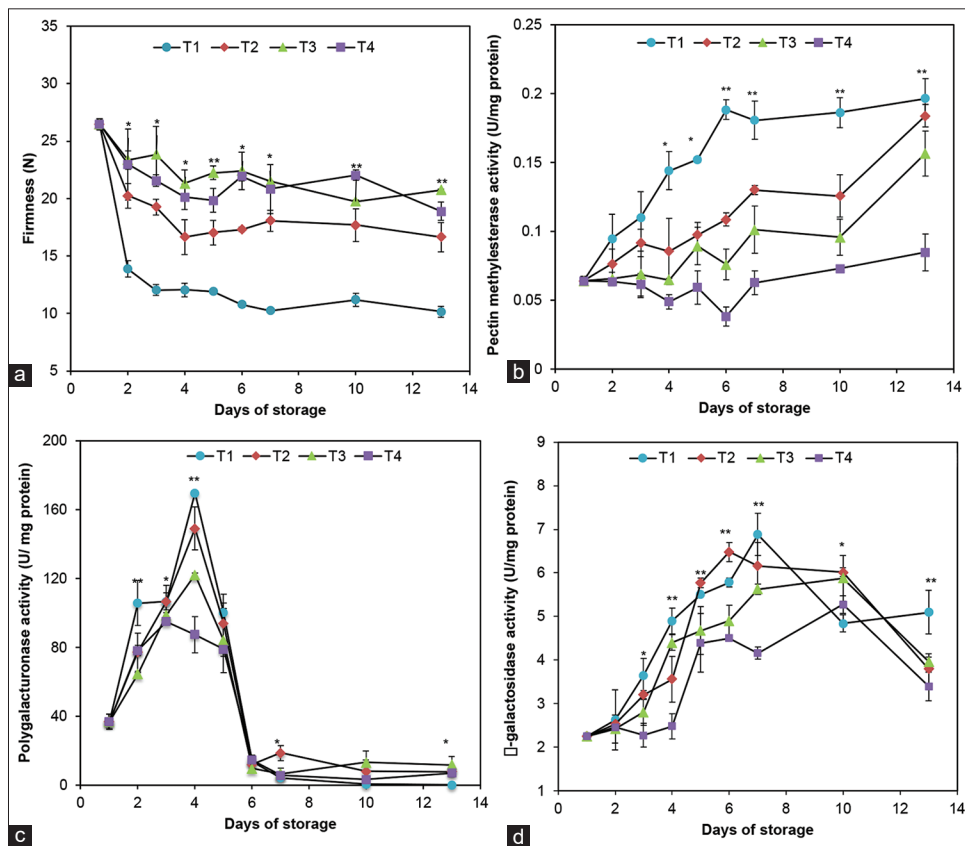 T1 T2 T3 T4
Firmness (N)
35
30
25
20
15
10
5
* * * ** * * ** **
0 2 4 6 8 10 12 14
Days of storage
a
T1 T2 T3 T4
Pectin methylesterase activity (U/mg protein)
0.25
0.2
0.15
0.1
0.05
0
* * ** ** ** **
0 2 4 6 8 10 12 14
Days of storage
b
T1 T2 T3 T4
Polygalacturonase activity (U/ mg protein)
200
160
120
80
40
0
** * ** * *
0 2 4 6 8 10 12 14
Days of storage
c
T1 T2 T3 T4
▯-galactosidase activity (U/mg protein)
9
8
7
6
5
4
3
2
1
* ** ** ** ** * **
0 2 4 6 8 10 12 14
Days of storage
d